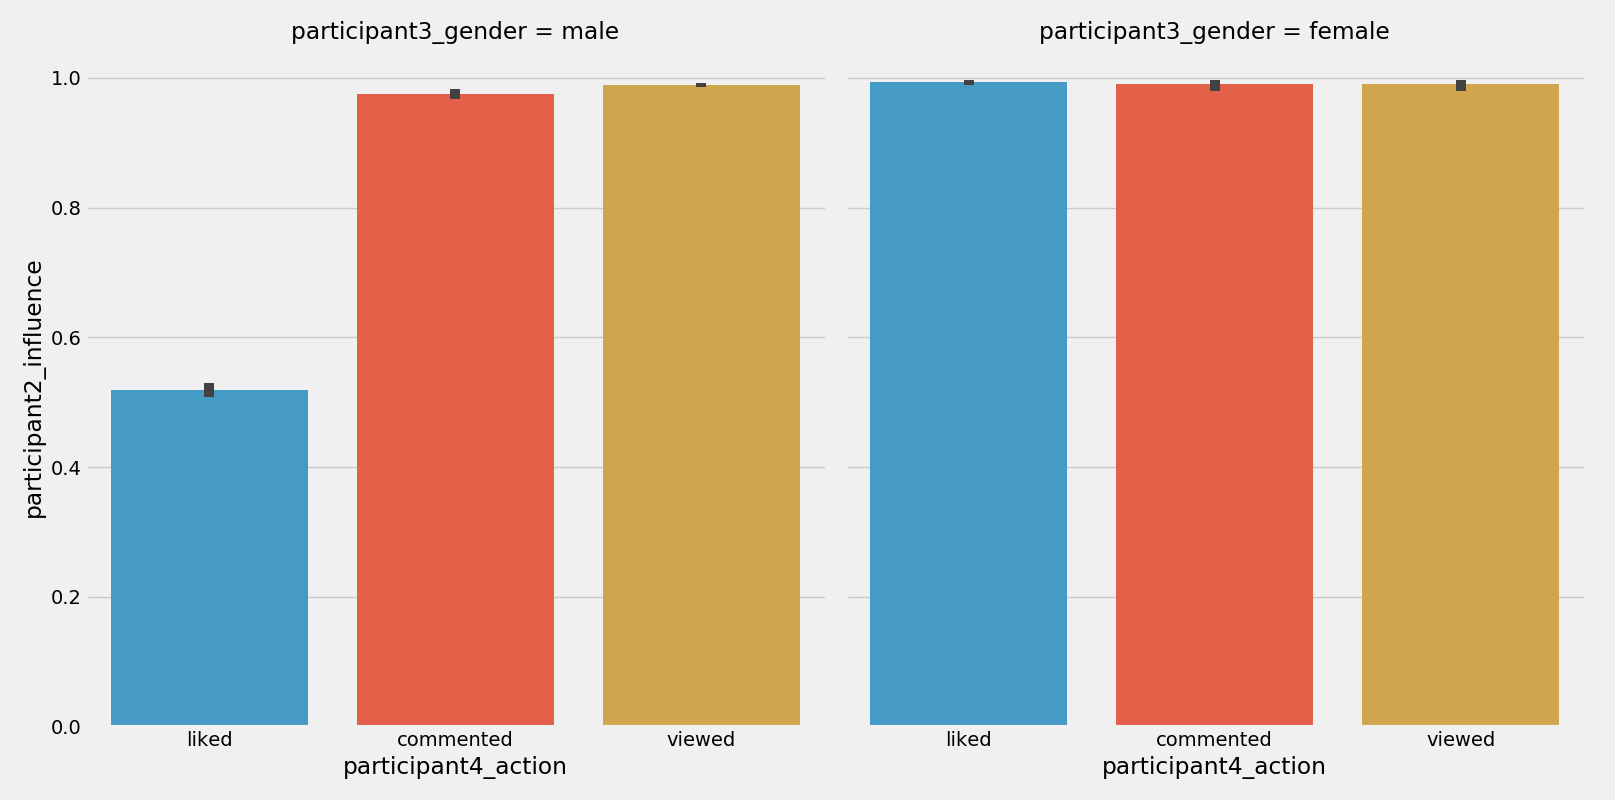 participant3_gender = male
participant3_gender = female
participant2_influence
1.0
0.8
0.6
0.4
0.2
0.0
liked commented viewed
liked commented viewed
participant4_action
participant4_action